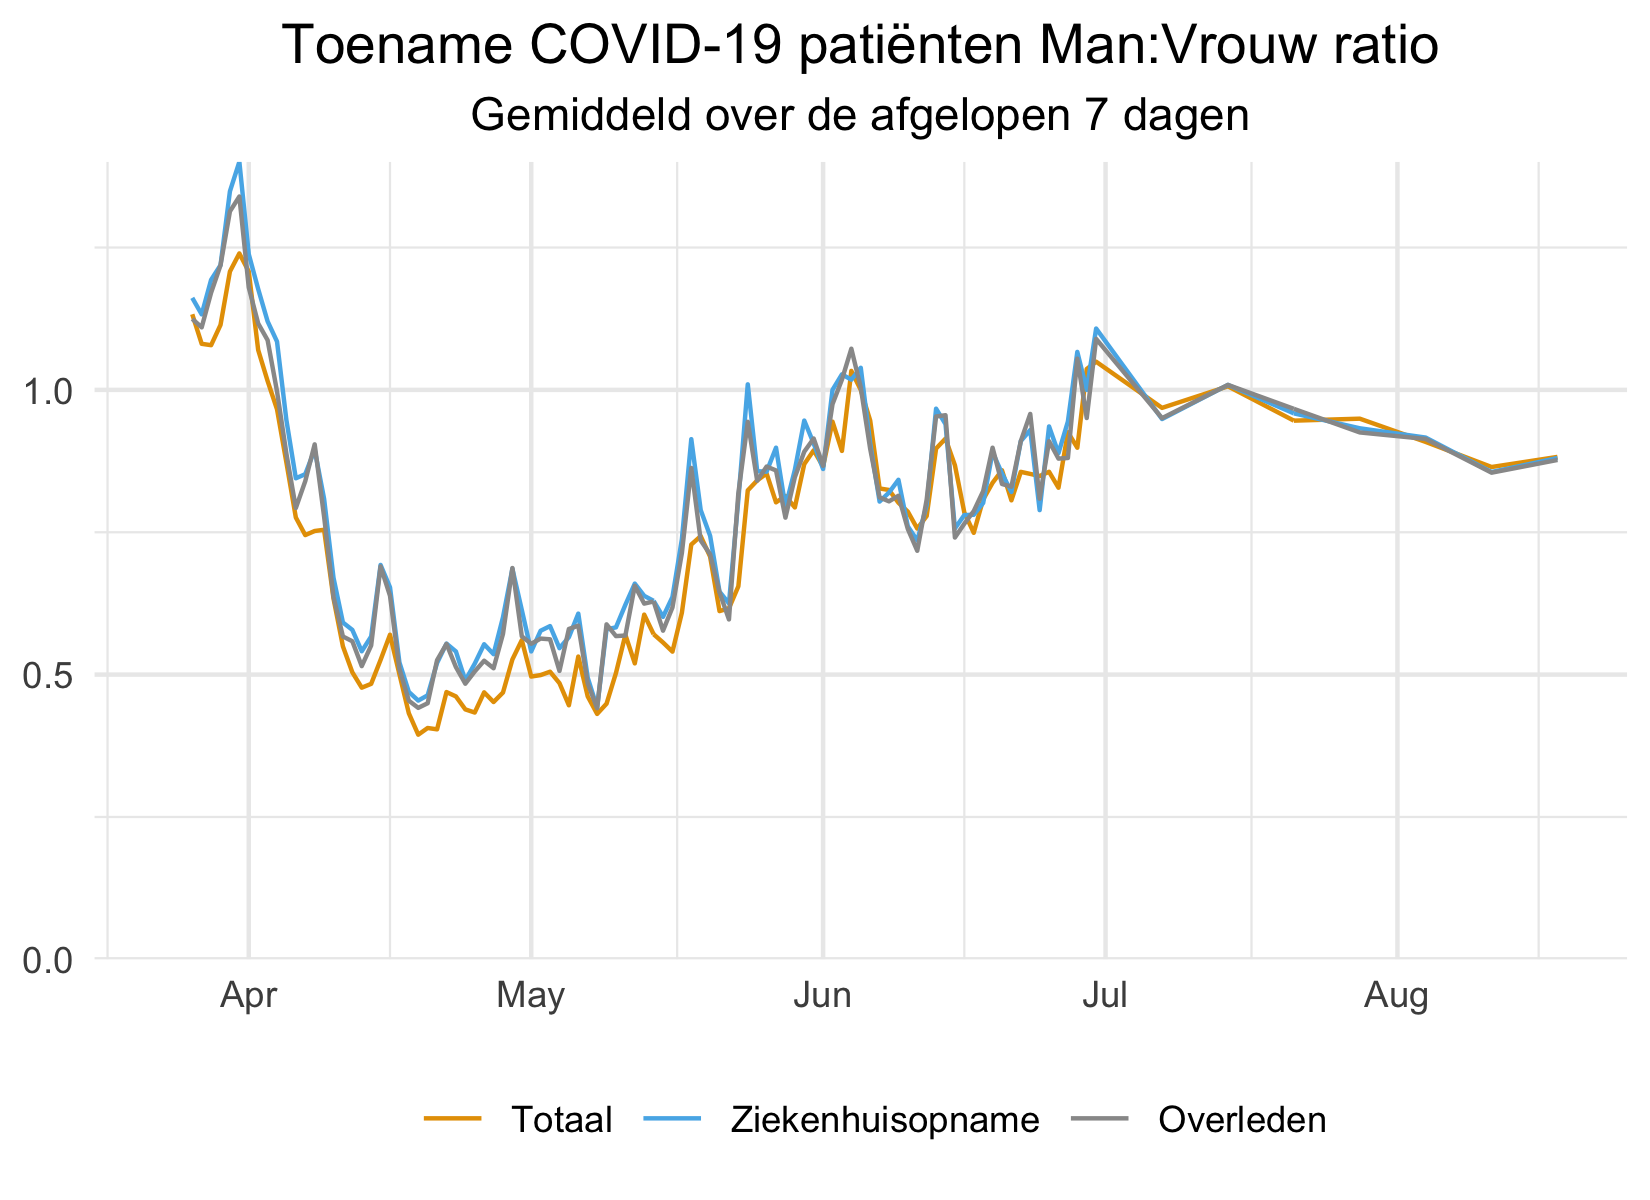 Toename COVID-19 patiënten Man:Vrouw ratio
Gemiddeld over de afgelopen 7 dagen
1.0
0.5
0.0
Apr May Jun Jul Aug
Totaal Ziekenhuisopname Overleden